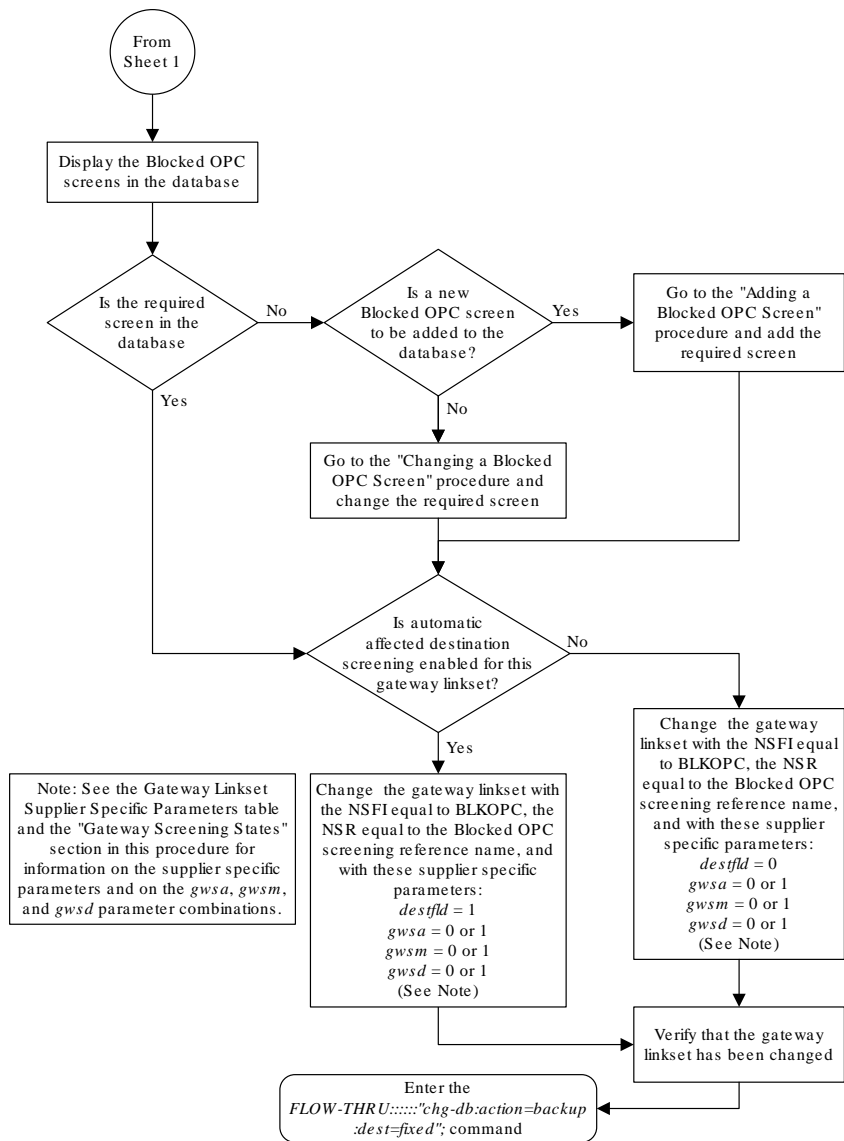 From
Sheet 1
Display the Blocked OPC
screens in the database
Is the required
screen in the
database
No
Is a new
Blocked OPC screen
to be added to the
database?
Yes
Go to the "Adding a
Blocked OPC Screen"
procedure and add the
required screen
Yes
No
Go to the "Changing a Blocked
OPC Screen" procedure and
change the required screen
Is automatic
affected destination
screening enabled for this
gateway linkset?
No
Yes
Change the gateway
linkset with the NSFI equal
to BLKOPC, the NSR
equal to the Blocked OPC
screening reference name,
and with these supplier
specific parameters:
destfld = 0
gwsa = 0 or 1
gwsm = 0 or 1
gwsd = 0 or 1
(See Note)
Note: See the Gateway Linkset
Supplier Specific Parameters table
and the "Gateway Screening States"
section in this procedure for
information on the supplier specific
parameters and on the gwsa, gwsm,
and gwsd parameter combinations.
Change the gateway linkset with
the NSFI equal to BLKOPC, the
NSR equal to the Blocked OPC
screening reference name, and
with these supplier specific
parameters:
destfld = 1
gwsa = 0 or 1
gwsm = 0 or 1
gwsd = 0 or 1
(See Note)
Verify that the gateway
linkset has been changed
Enter the
FLOW-THRU::::::"chg-db:action=backup
:dest=fixed"; command